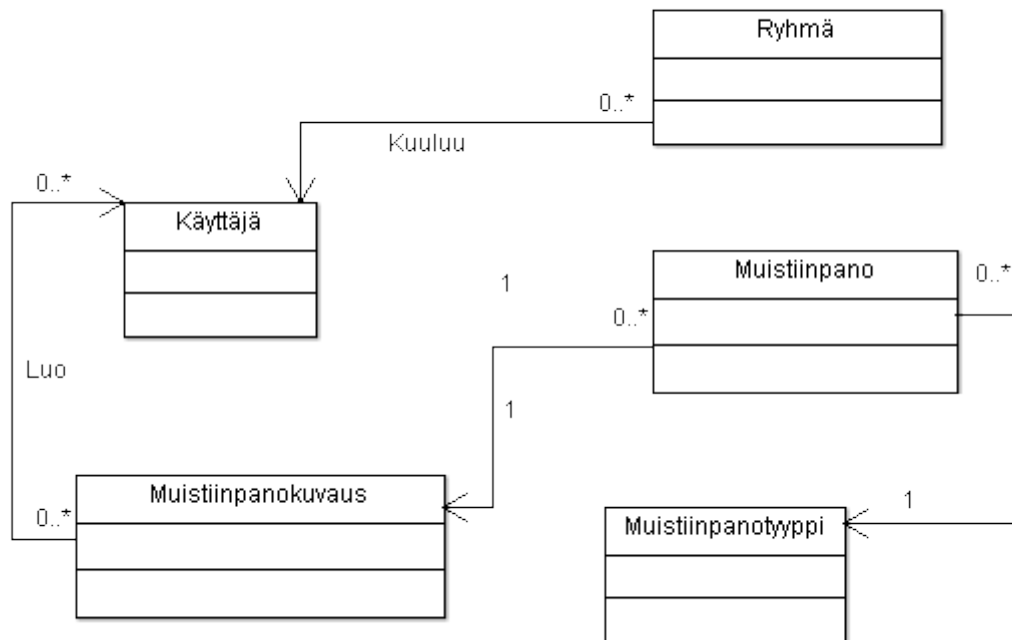 Ryhmä
0..*
Kuuluu
0..*
Käyttäjä
Muistiinpano
0..*
1
0..*
Luo
1
Muistiinpanokuvaus
0..*
1
Muistiinpanotyyppi